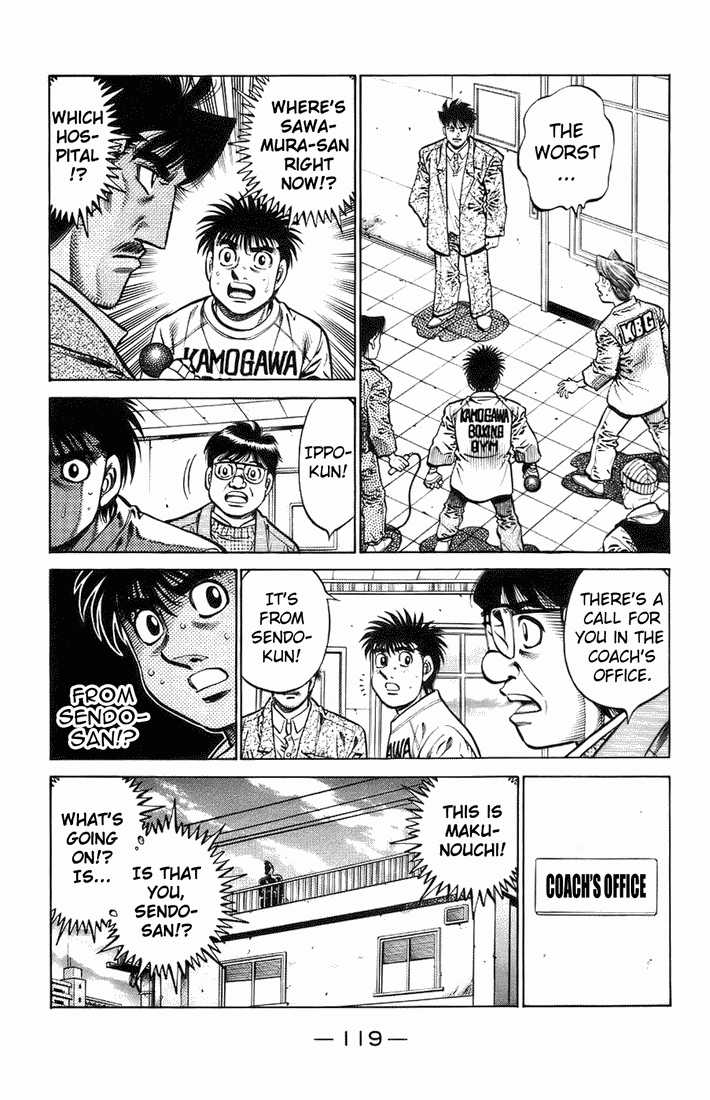 THE
WORST
...
KBG
KAMOGAWA
BOXING
GYM
WHERE'S
SAWA-
MURA-SAN
RIGHT
NOW!?
WHICH
HOS-
PITAL
!?
KAMOGAWA
IPPO-
KUN!
THERE'S A
CALL FOR
YOU IN THE
COACH'S
OFFICE.
IT'S
FROM
SENDO-
KUN!
AWA
FROM
SENDO-
SAN!?
COACH'S OFFICE
THIS IS
MAKU-
NOUCHI!
IS THAT
YOU,
SENDO-
SAN!?
WHAT'S
GOING
ON!?
IS...
—119—